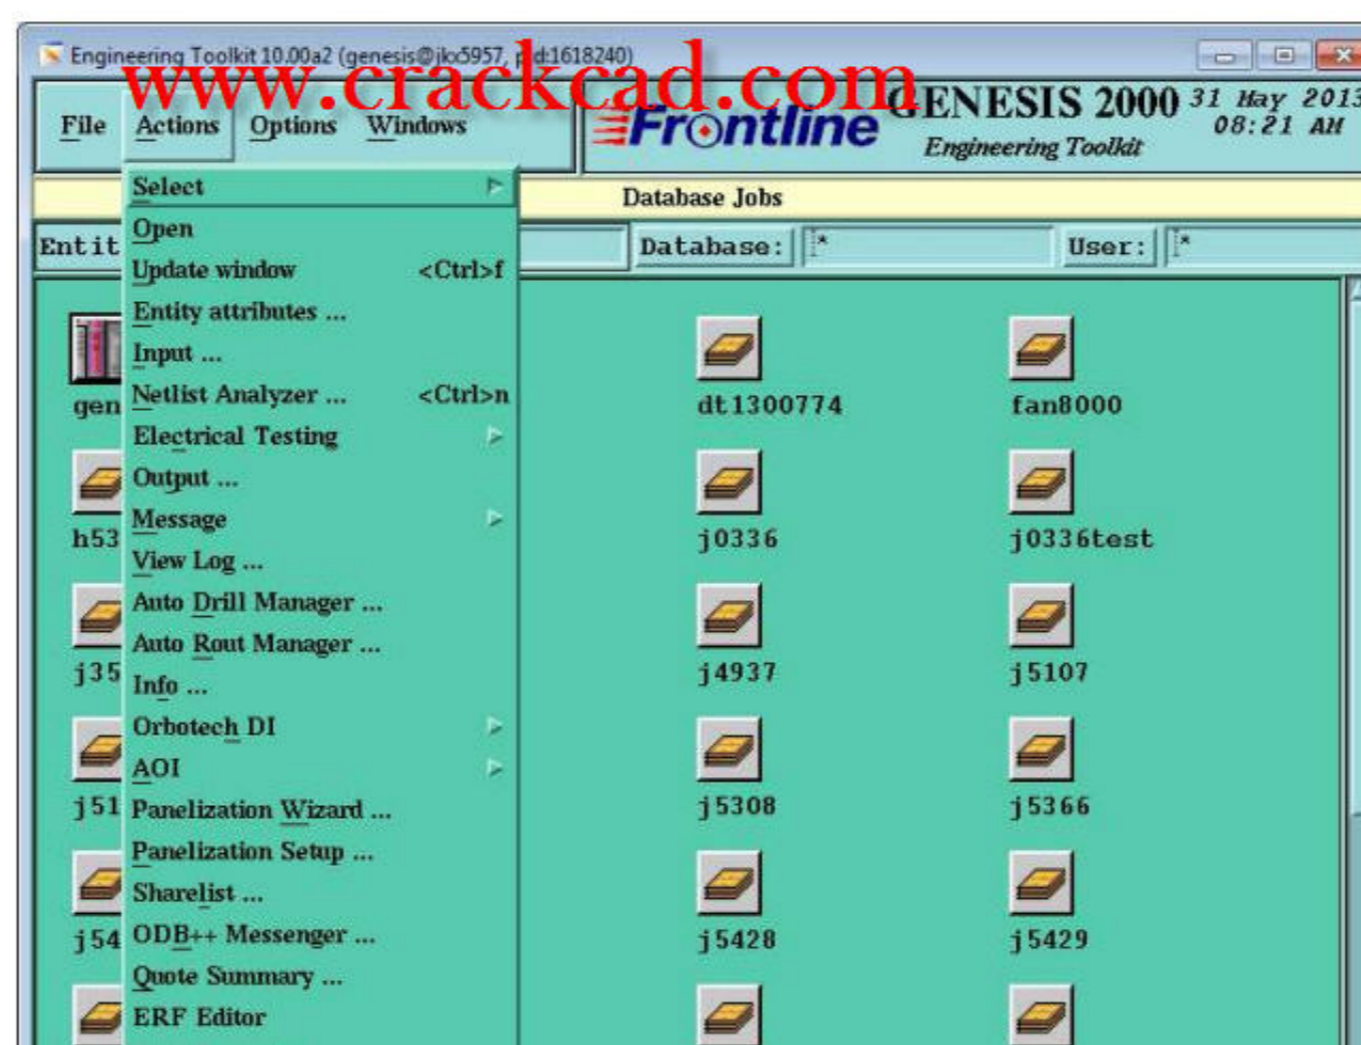 Engineering Toolkit 10.00a2 (genesis@jkx5957, pid:1618240)
www.crackcad.com
File Actions Options Windows
Frontline
GENESIS 2000
Engineering Toolkit
31 May 2013
08:21 AM
Database Jobs
Entit
Database: *
User: *
Select
Open
Update window <Ctrl>f
Entity attributes ...
Input ...
Netlist Analyzer ... <Ctrl>n
Electrical Testing
Output ...
Message
View Log ...
Auto Drill Manager ...
Auto Rout Manager ...
Info ...
Orbotech DI
AOI
Panelization Wizard ...
Panelization Setup ...
Sharelist ...
ODB++ Messenger ...
Quote Summary ...
ERF Editor
gen dt1300774 fan8000
h53 j0336 j0336test
j35 j4937 j5107
j51 j5308 j5366
j54 j5428 j5429